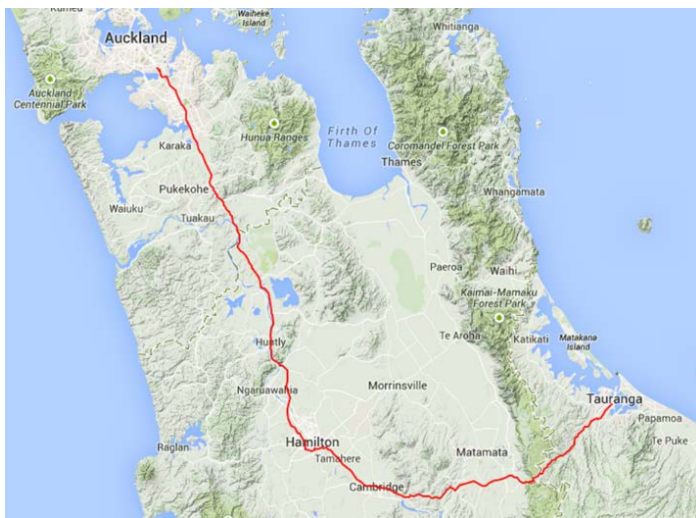 Waiheke
Island
Auckland
Whitianga
Auckland
Centennial Park
Hunua Ranges
Firth Of
Thames
Coromandel Forest Park
Karaka
Thames
Pukekohe
Whangamata
Waiuku
Tuakau
Paeroa
Waihi
Kaimai-Mamaku
Forest Park
Huntly
Te Aroha
Katikati
Matakana
Island
Ngaruawahia
Morrinsville
Tauranga
Papamoa
Raglan
Hamilton
Te Puke
Tamahere
Matamata
Cambridge